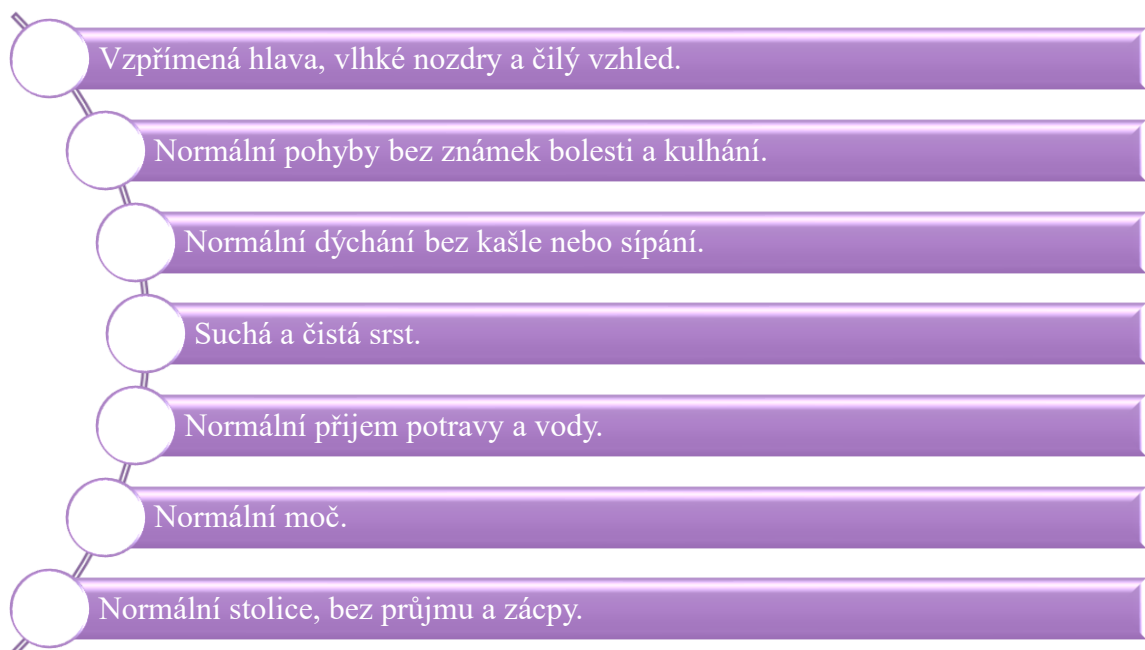 Vzpřímená hlava, vlhké nozdry a čilý vzhled.
Normální pohyby bez známek bolesti a kulhání.
Normální dýchání bez kašle nebo sípání.
Suchá a čistá srst.
Normální přijem potravy a vody.
Normální moč.
Normální stolice, bez průjmu a zácpy.